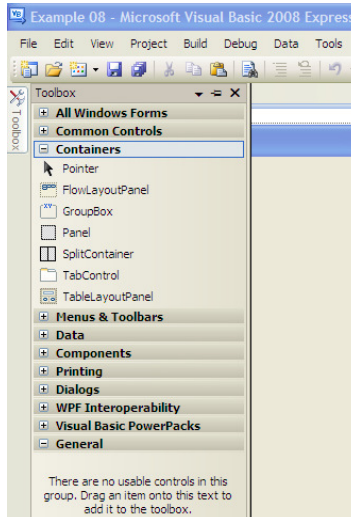 Example 08 - Microsoft Visual Basic 2008 Express
File Edit View Project Build Debug Data Tools
Toolbox
Toolbox
All Windows Forms
Common Controls
Containers
Pointer
FlowLayoutPanel
GroupBox
Panel
SplitContainer
TabControl
TableLayoutPanel
Menus & Toolbars
Data
Components
Printing
Dialogs
WPF Interoperability
Visual Basic PowerPacks
General
There are no usable controls in this
group. Drag an item onto this text to
add it to the toolbox.